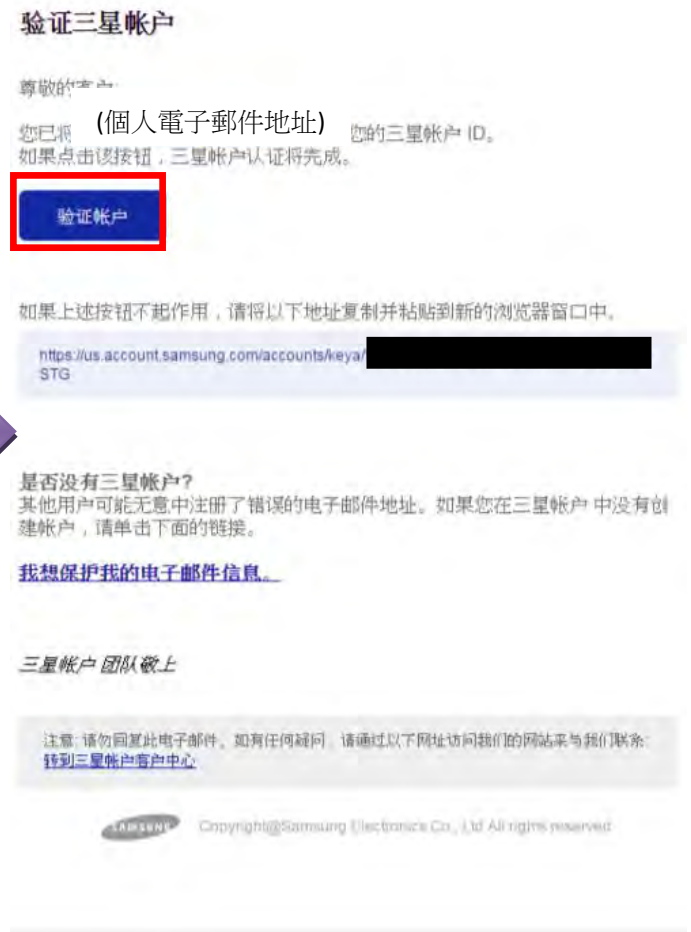 验证三星帐户
尊敬的客户:
您已将 (個人電子郵件地址) 您的三星帐户 ID。
如果点击该按钮，三星帐户认证将完成。
验证帐户
如果上述按钮不起作用，请将以下地址复制并粘贴到新的浏览器窗口中。
https://us.account.samsung.com/accounts/keya/
STG
是否没有三星帐户?
其他用户可能无意中注册了错误的电子邮件地址。如果您在三星帐户 中没有创
建帐户，请单击下面的链接。
我想保护我的电子邮件信息。
三星帐户 团队敬上
注意: 请勿回复此电子邮件。如有任何疑问，请通过以下网址访问我们的网站来与我们联系:
转到三星帐户客户中心
SAMSUNG Copyright@Samsung Electronics Co., Ltd All rights reserved